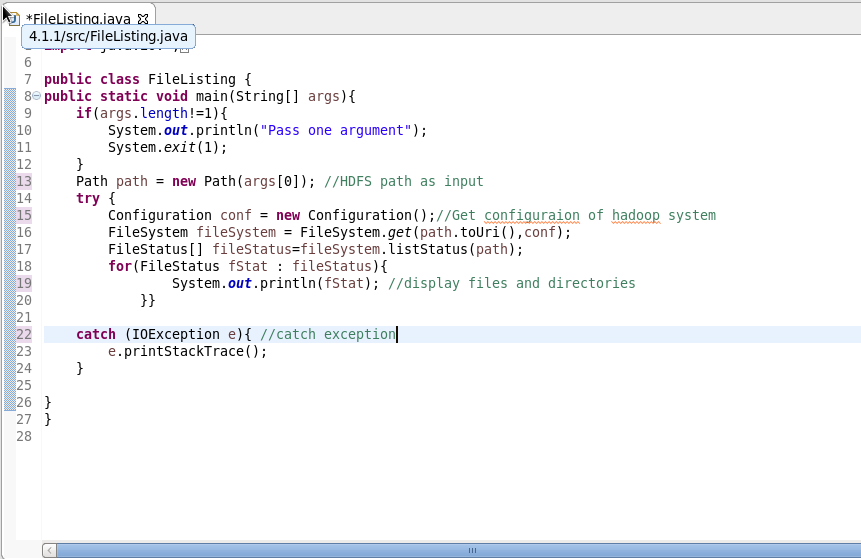 *FileListing.java
4.1.1/src/FileListing.java
6
7 public class FileListing {
8 public static void main(String[] args){
9 if(args.length!=1){
10 System.out.println("Pass one argument");
11 System.exit(1);
12 }
13 Path path = new Path(args[0]); //HDFS path as input
14 try {
15 Configuration conf = new Configuration();//Get configuraion of hadoop system
16 FileSystem fileSystem = FileSystem.get(path.toUri(),conf);
17 FileStatus[] fileStatus=fileSystem.listStatus(path);
18 for(FileStatus fStat : fileStatus){
19 System.out.println(fStat); //display files and directories
20 }}
21
22 catch (IOException e){ //catch exception
23 e.printStackTrace();
24 }
25
26 }
27 }
28